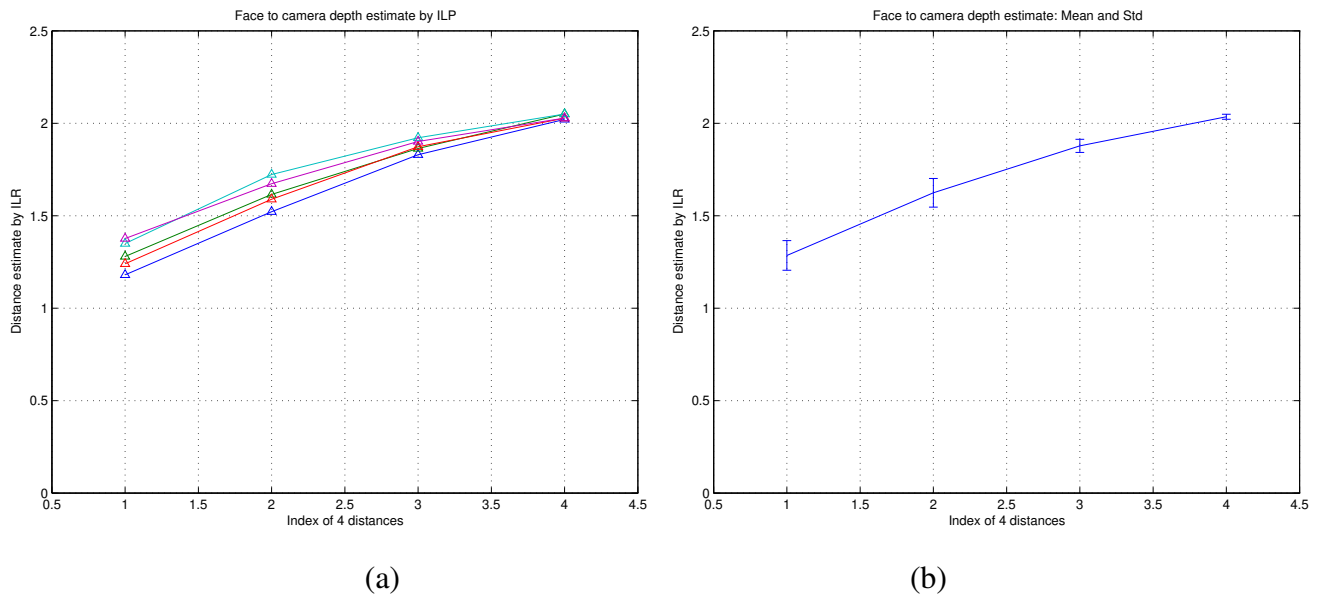 Face to camera depth estimate by ILP
2.5
2
1.5
1
0.5
0
0.5 1 1.5 2 2.5 3 3.5 4 4.5
Distance estimate by ILR
Index of 4 distances
(a)
Face to camera depth estimate: Mean and Std
2.5
2
1.5
1
0.5
0
0.5 1 1.5 2 2.5 3 3.5 4 4.5
Distance estimate by ILR
Index of 4 distances
(b)